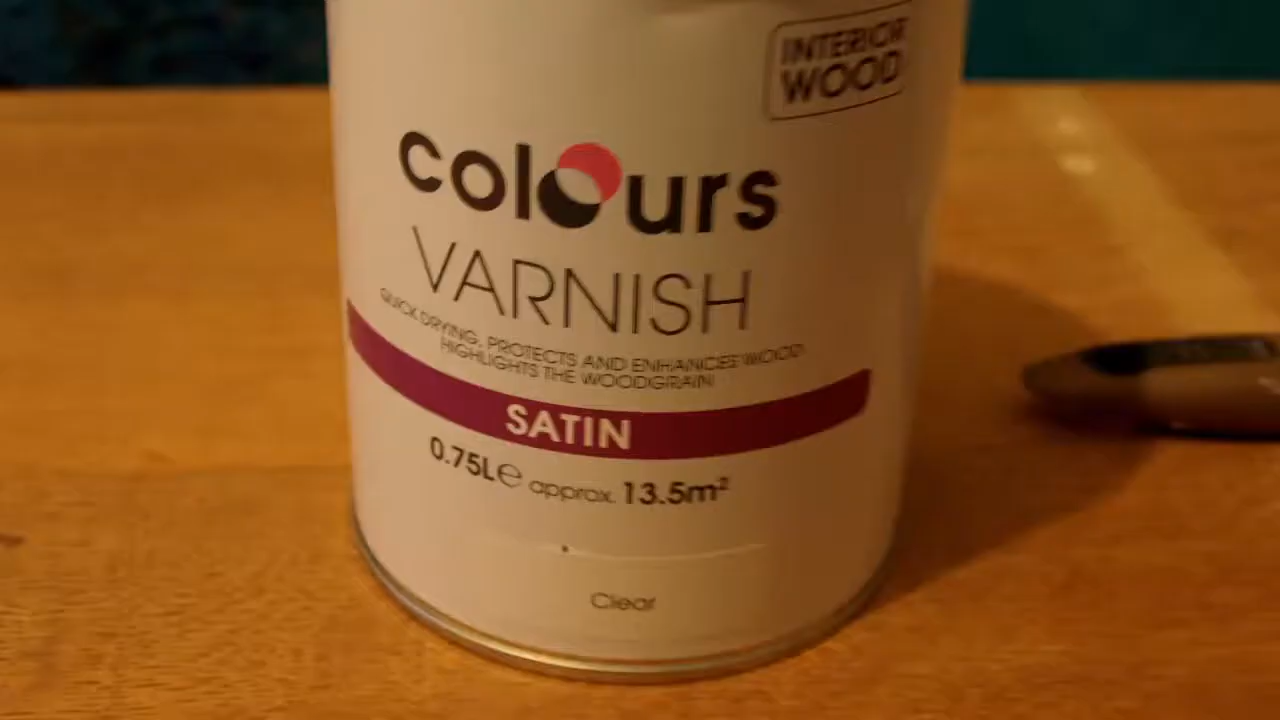 INTERIOR
WOOD
colours
VARNISH
QUICK DRYING, PROTECTS AND ENHANCES WOOD
HIGHLIGHTS THE WOODGRAIN
SATIN
0.75L℮ approx. 13.5m²
Clear